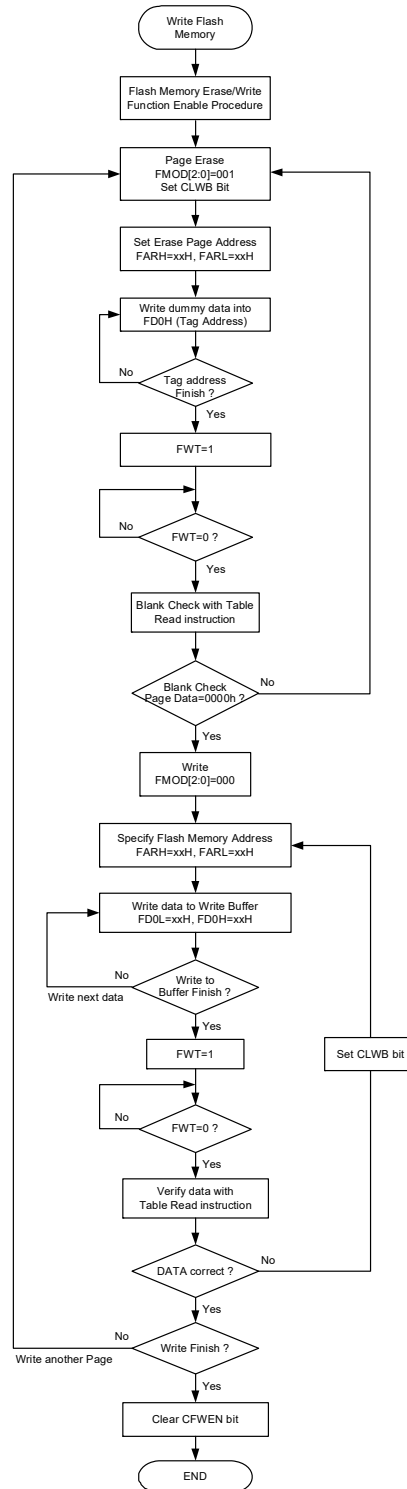 Write Flash
Memory
Flash Memory Erase/Write
Function Enable Procedure
Page Erase
FMOD[2:0]=001
Set CLWB Bit
Set Erase Page Address
FARH=xxH, FARL=xxH
Write dummy data into
FD0H (Tag Address)
No
Tag address
Finish ?
Yes
FWT=1
No
FWT=0 ?
Yes
Blank Check with Table
Read instruction
No
Blank Check
Page Data=0000h ?
Yes
Write
FMOD[2:0]=000
Specify Flash Memory Address
FARH=xxH, FARL=xxH
Write data to Write Buffer
FD0L=xxH, FD0H=xxH
No
Write next data
Write to
Buffer Finish ?
Yes
FWT=1
Set CLWB bit
No
FWT=0 ?
Yes
Verify data with
Table Read instruction
No
DATA correct ?
Yes
No
Write another Page
Write Finish ?
Yes
Clear CFWEN bit
END